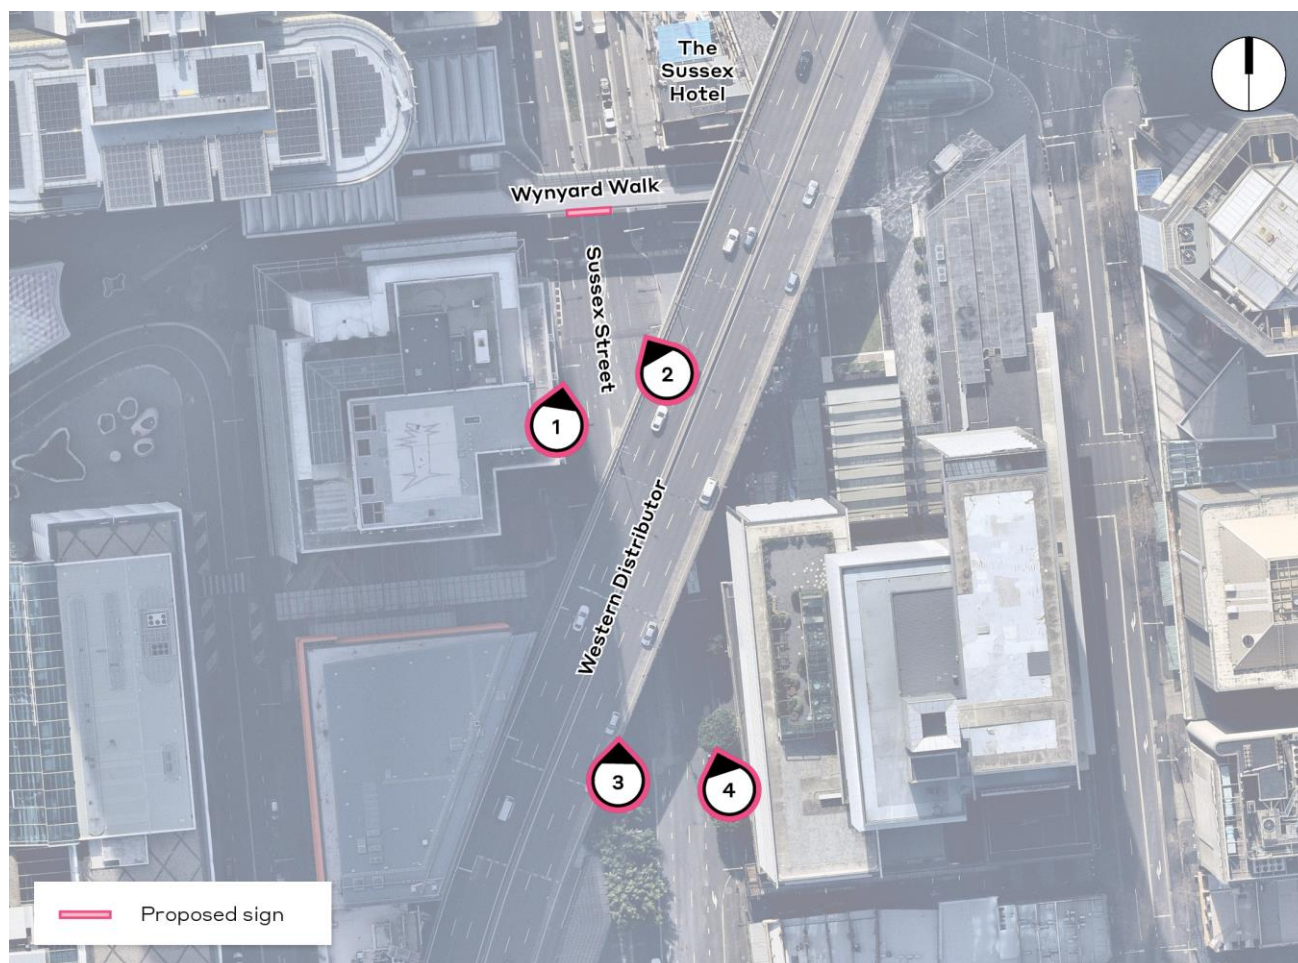 The
Sussex
Hotel
Wynyard Walk
Sussex Street
2
1
Western Distributor
3
4
Proposed sign